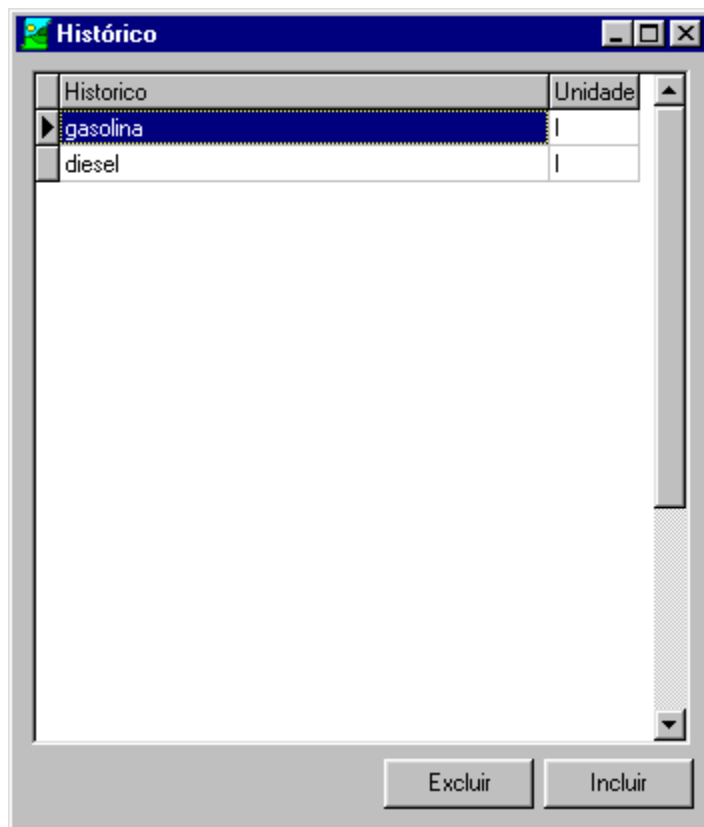 Histórico
Historico Unidade
gasolina l
diesel l
Excluir Incluir